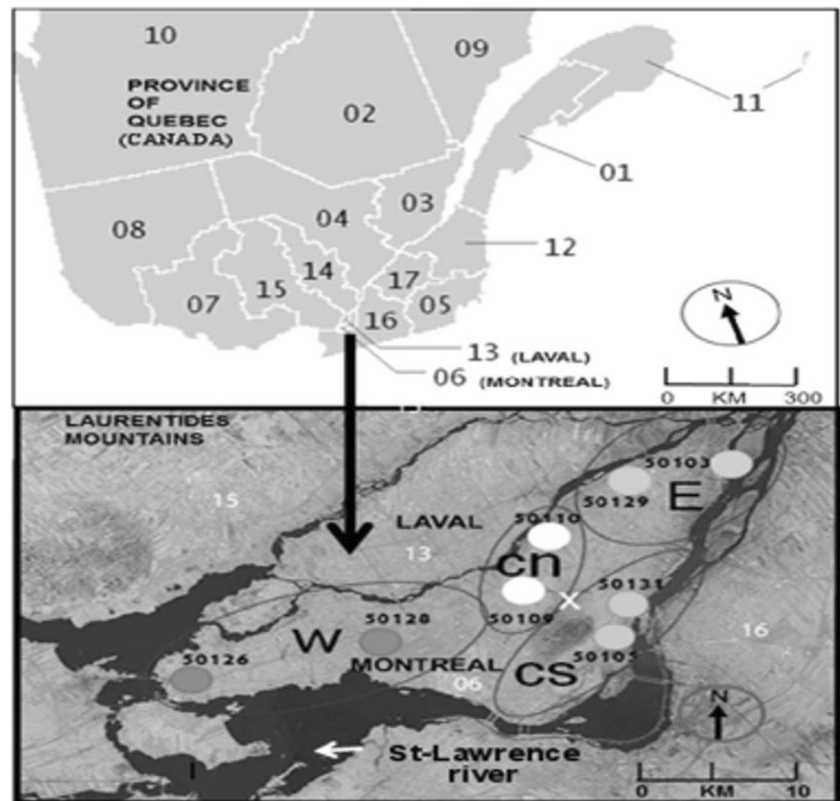 10
09
PROVINCE
OF
QUEBEC
(CANADA)
02
11
01
03
04
08
12
14
17
15
07
05
16
N
13 (LAVAL)
06 (MONTREAL)
0 KM 300
LAURENTIDES
MOUNTAINS
15
50103
50129
E
LAVAL
50110
13
cn
50131
X
50109
50128
W
16
50105
MONTREAL
50126
06
CS
N
St-Lawrence
river
0 KM 10